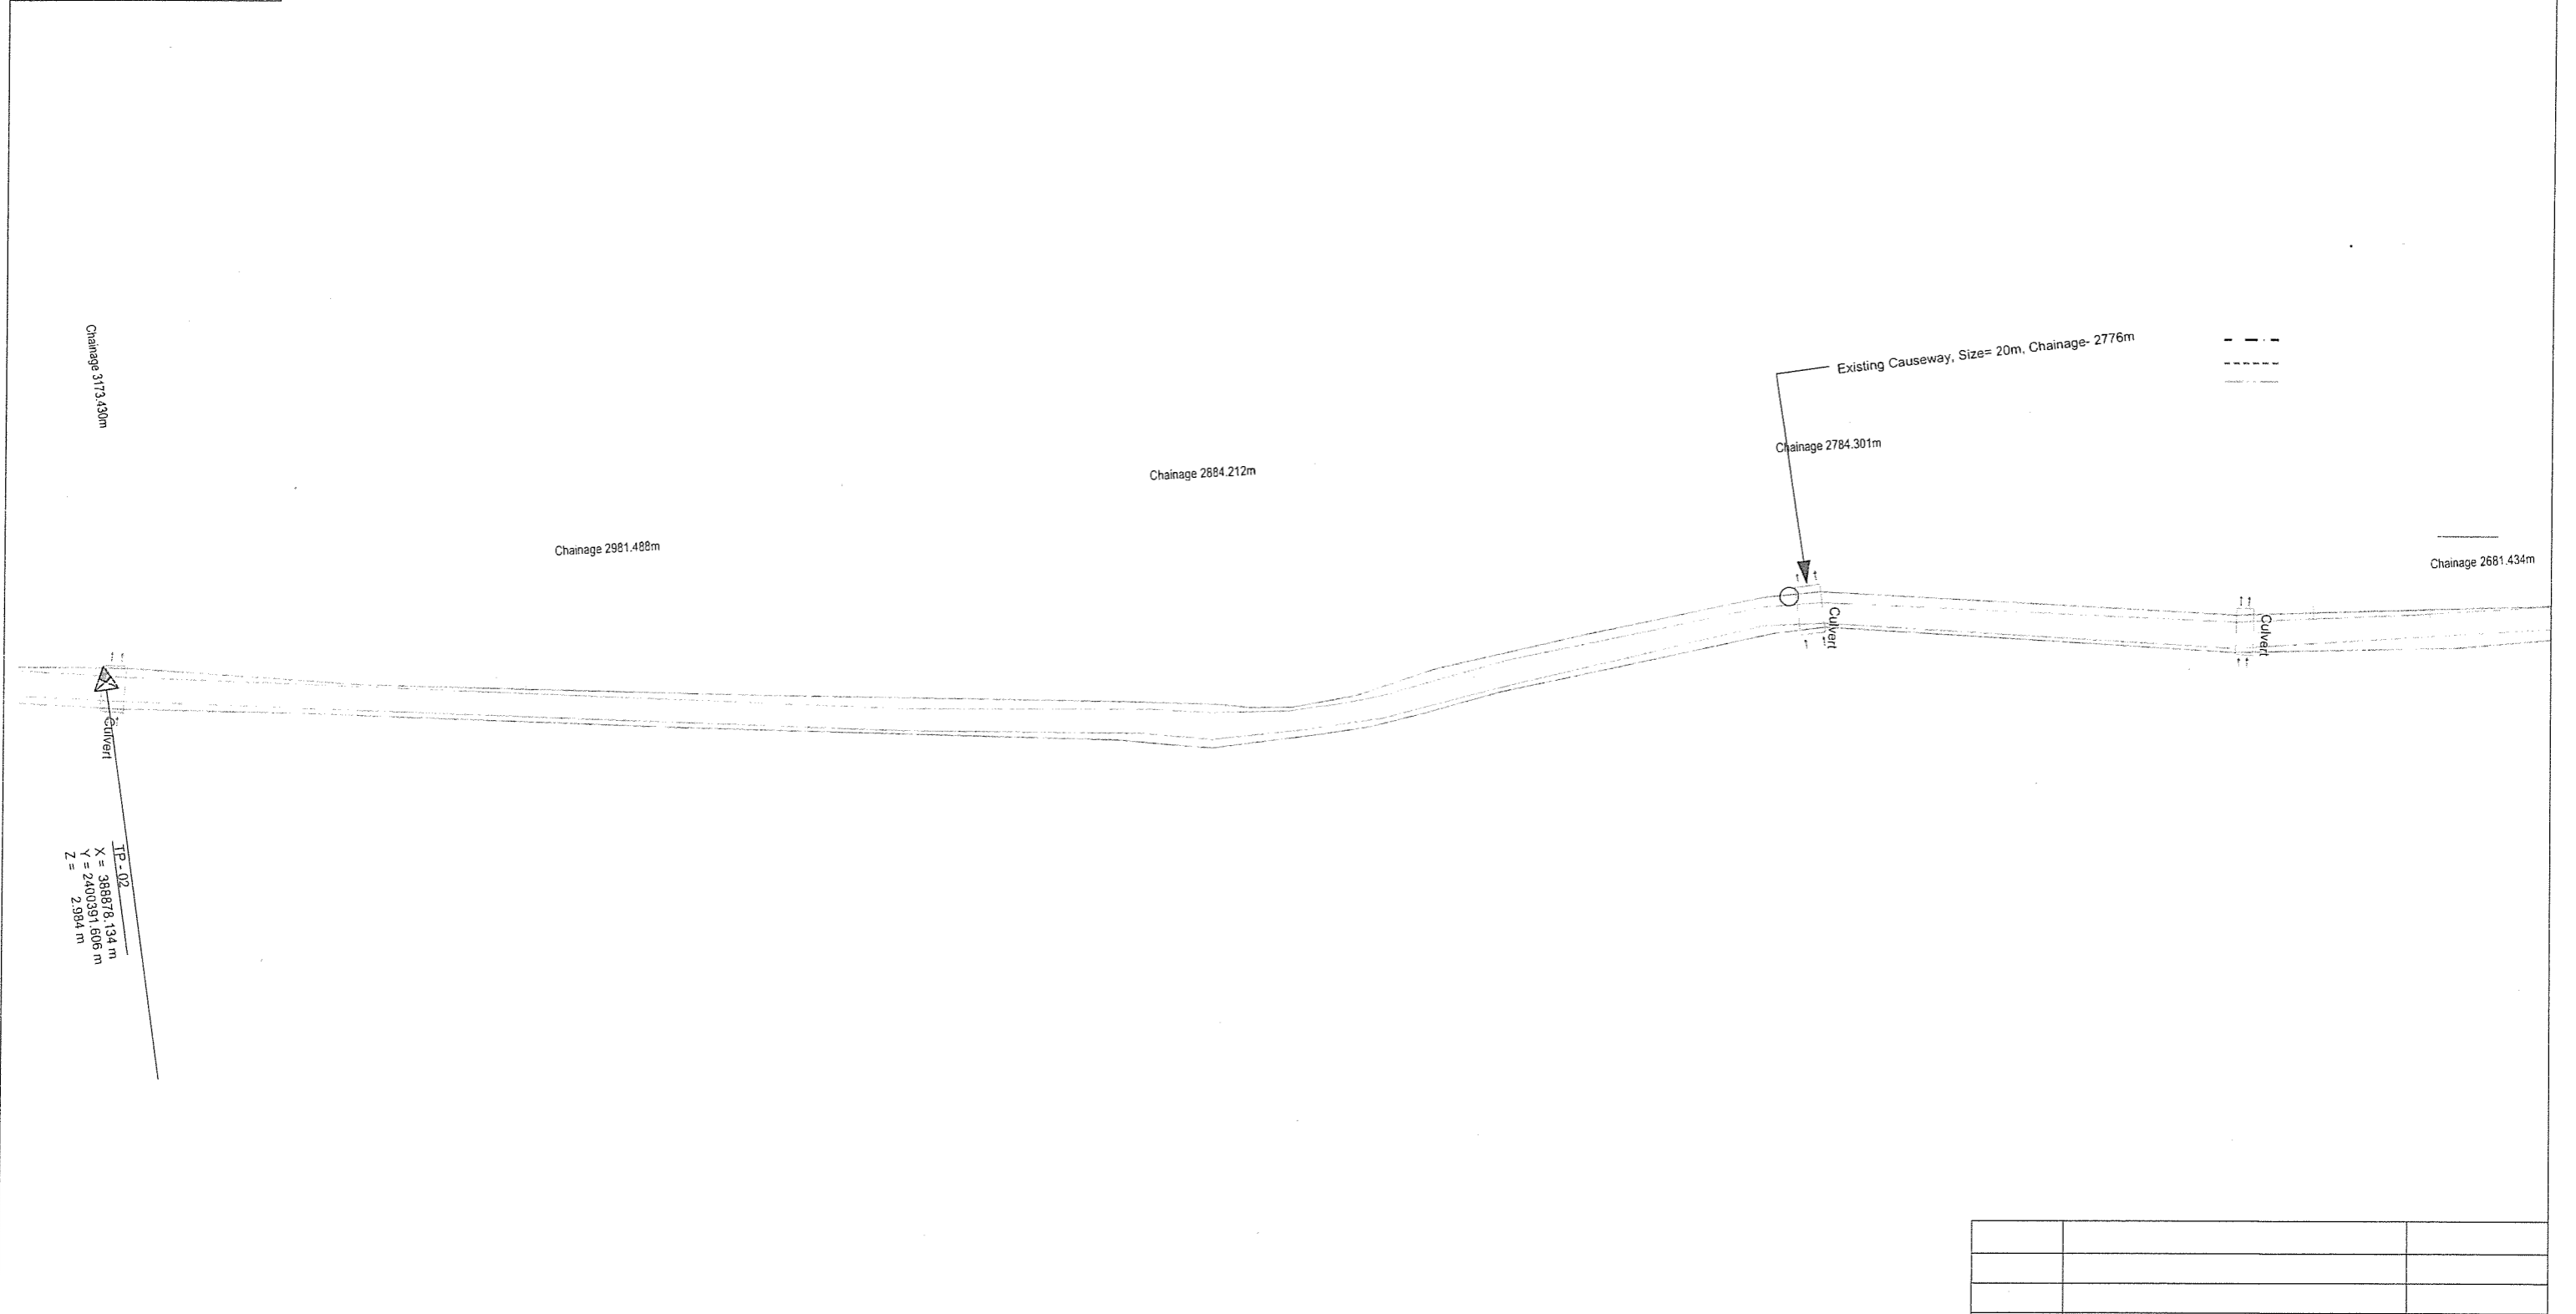 Existing Causeway, Size= 20m, Chainage- 2776m
Chainage 3173.430m
Chainage 2784.301m
Chainage 2884.212m
Chainage 2981.488m
Chainage 2681.434m
Culvert
Culvert
Culvert
TP - 02
X = 388878.134 m
Y = 2400391.606 m
Z = 2.984 m